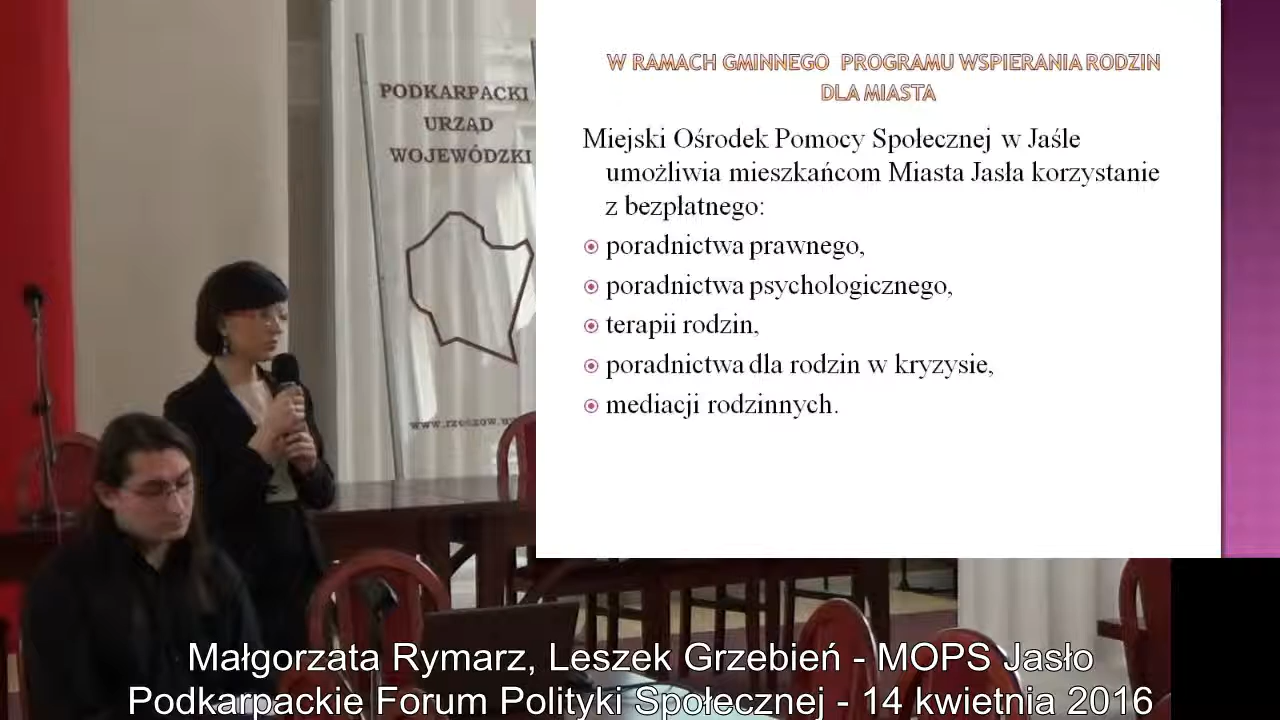 PODKARPACKI
URZĄD
WOJEWÓDZKI
www.rzeszow.u
W RAMACH GMINNEGO PROGRAMU WSPIERANIA RODZIN
DLA MIASTA
Miejski Ośrodek Pomocy Społecznej w Jaśle
umożliwia mieszkańcom Miasta Jasła korzystanie
z bezpłatnego:
poradnictwa prawnego,
poradnictwa psychologicznego,
terapii rodzin,
poradnictwa dla rodzin w kryzysie,
mediacji rodzinnych.
Małgorzata Rymarz, Leszek Grzebień - MOPS Jasło
Podkarpackie Forum Polityki Społecznej - 14 kwietnia 2016